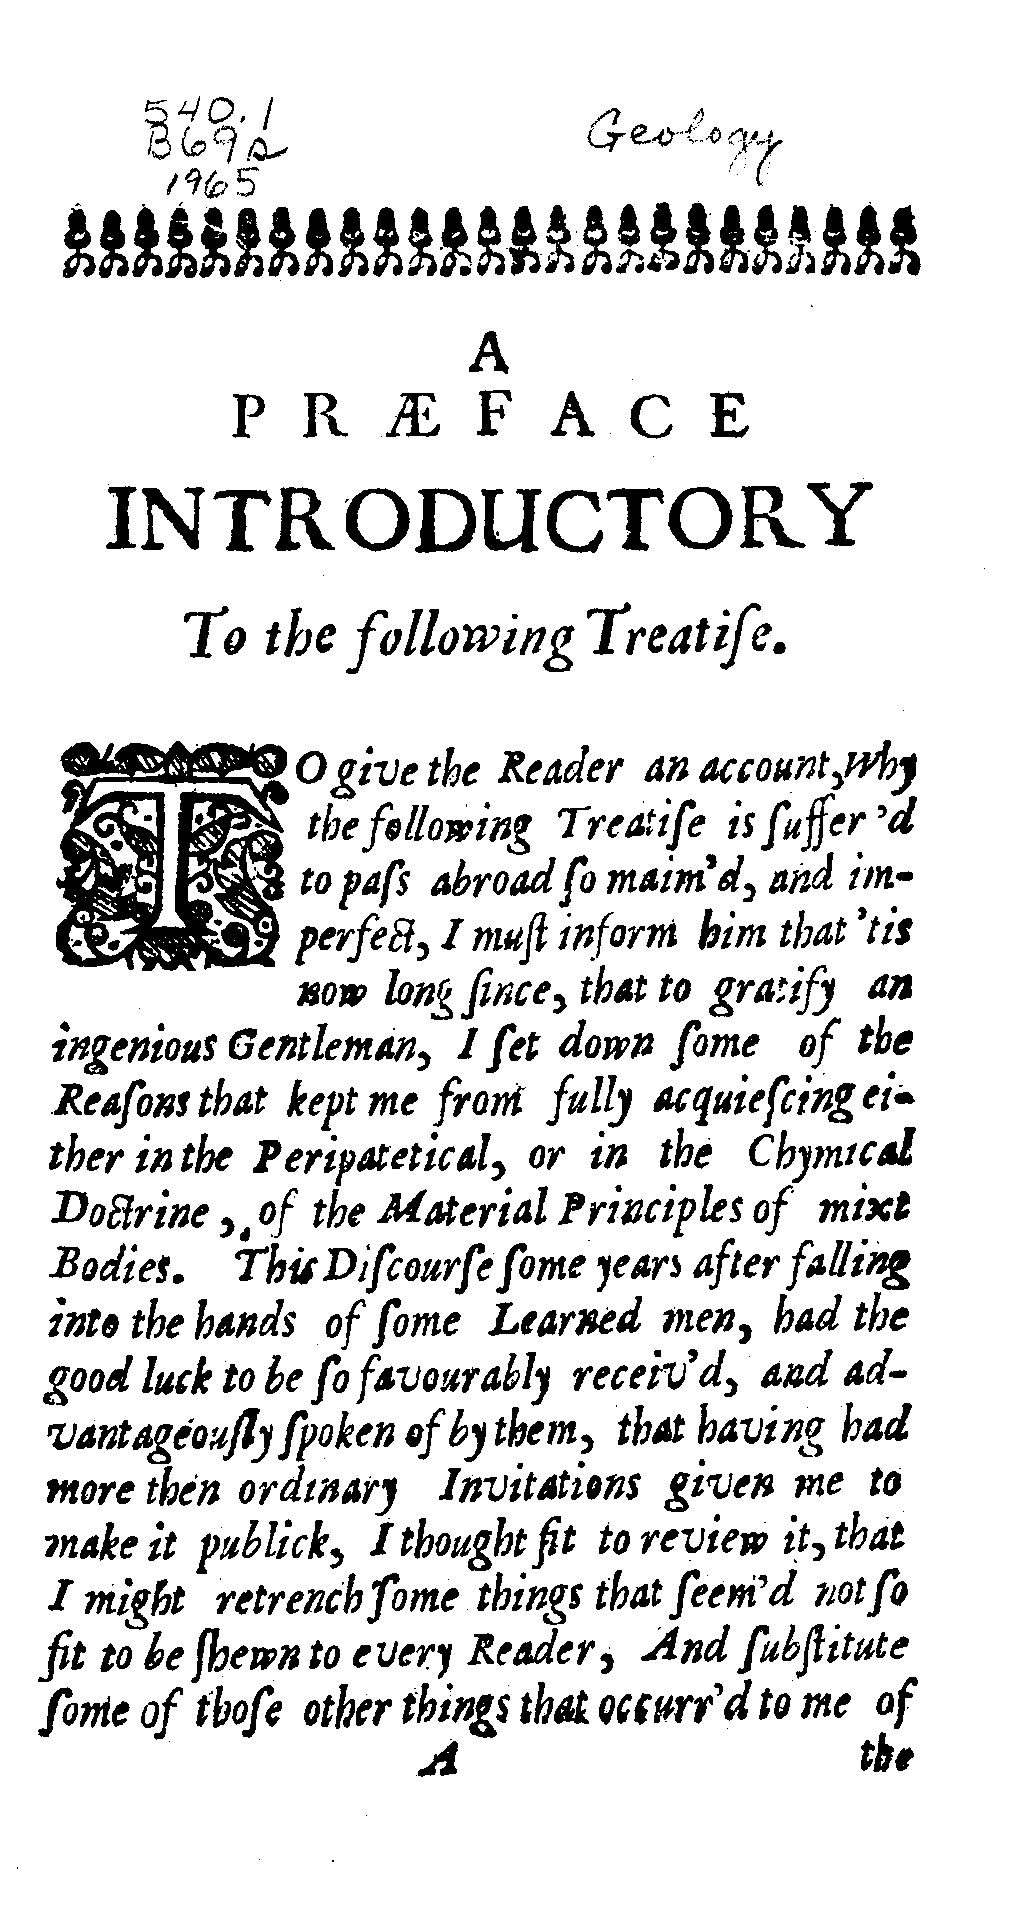 540.1
B69s
1965
Geology
A
PRÆFACE
INTRODUCTORY
To the following Treatiſe.
TO give the Reader an account, Why
the following Treatiſe is ſuffer'd
to paſs abroad ſo maim'd, and im-
perfect, I muſt inform him that 'tis
now long ſince, that to gratify an
ingenious Gentleman, I ſet down ſome of the
Reaſons that kept me from fully acquieſcing ei-
ther in the Peripatetical, or in the Chymical
Doctrine, of the Material Principles of mixt
Bodies. This Diſcourſe ſome years after falling
into the hands of ſome Learned men, had the
good luck to be ſo favourably receiv'd, and ad-
vantageouſly ſpoken of by them, that having had
more then ordinary Invitations given me to
make it publick, I thought fit to review it, that
I might retrench ſome things that ſeem'd not ſo
fit to be ſhewn to every Reader, And ſubſtitute
ſome of thoſe other things that occurr'd to me of
A the